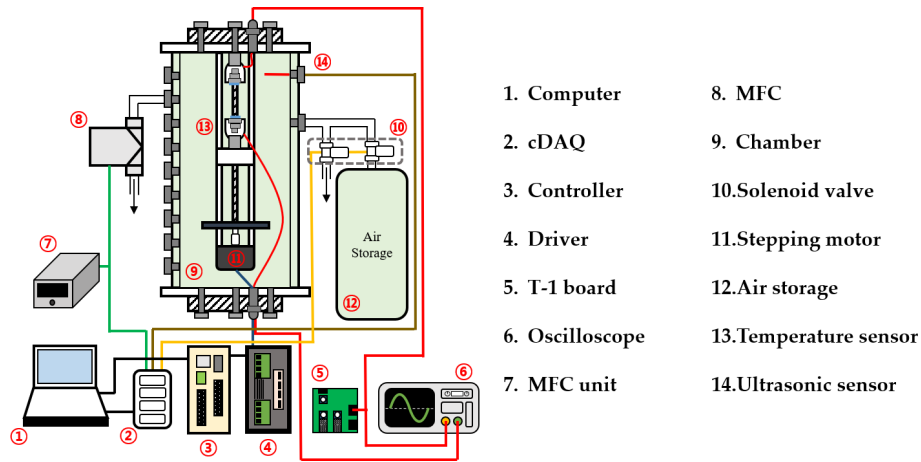 ⑭
⑧
⑬
⑩
Air
Storage
⑦
⑪
⑨
⑫
⑤
⑥
①
②
③
④
1. Computer
2. cDAQ
3. Controller
4. Driver
5. T-1 board
6. Oscilloscope
7. MFC unit
8. MFC
9. Chamber
10.Solenoid valve
11.Stepping motor
12.Air storage
13.Temperature sensor
14.Ultrasonic sensor